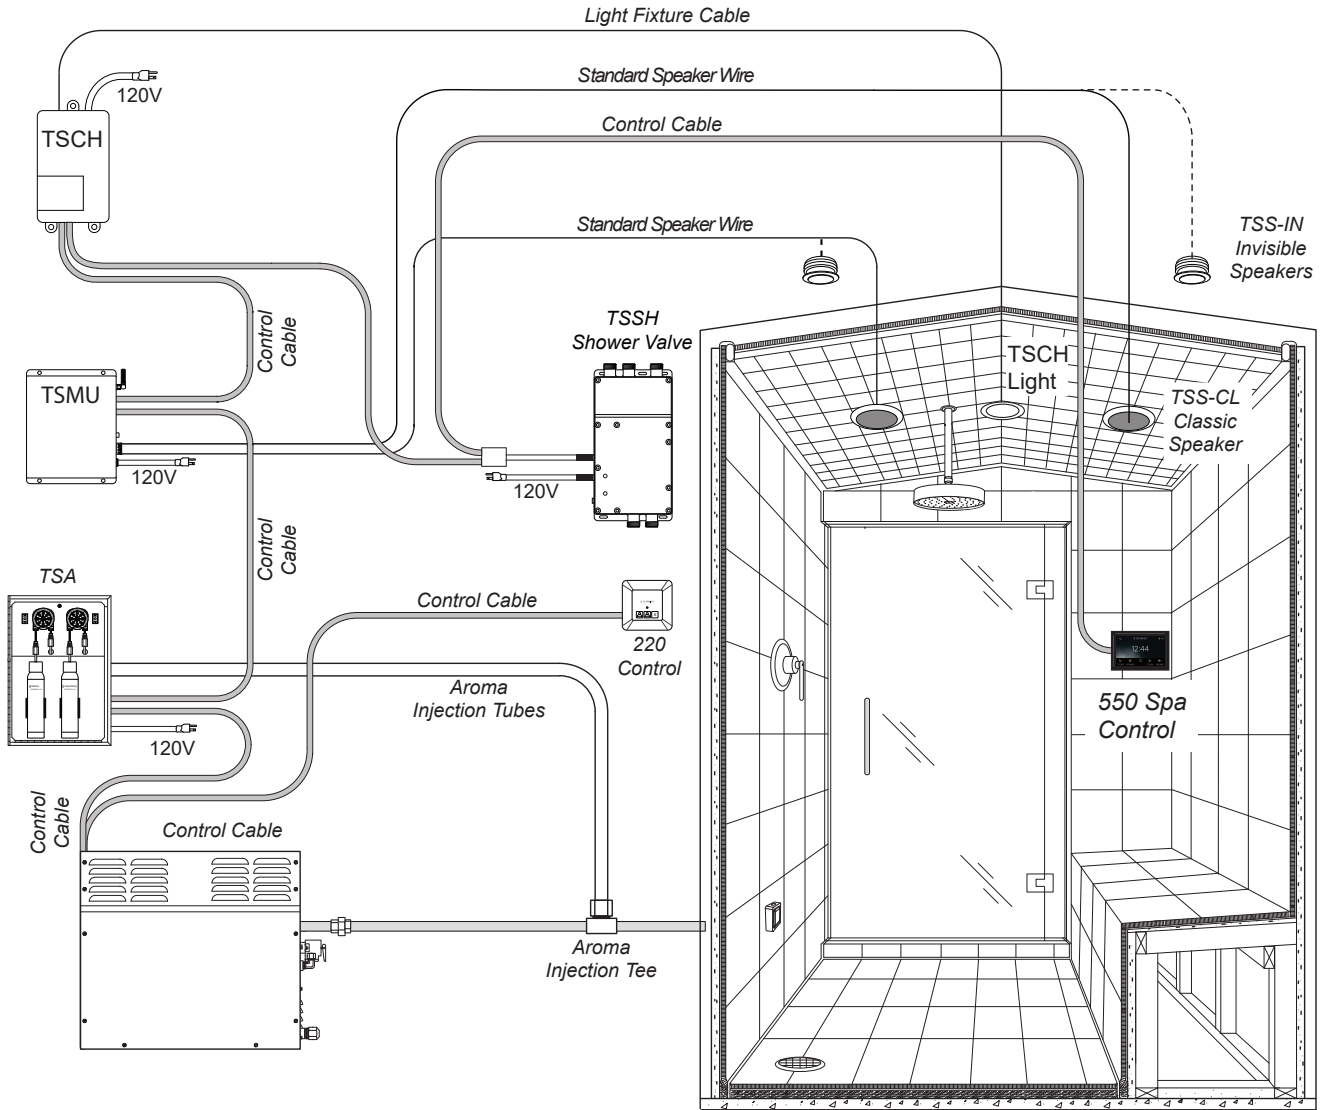 Light Fixture Cable
Standard Speaker Wire
120V
TSCH
Control Cable
Standard Speaker Wire
TSS-IN
Invisible
Speakers
Control
Cable
TSSH
Shower Valve
TSCH
Light
TSMU
TSS-CL
Classic
Speaker
120V
120V
Control
Cable
TSA
Control Cable
220
Control
12:44
Aroma
Injection Tubes
550 Spa
Control
120V
Control
Cable
Control Cable
Aroma
Injection Tee